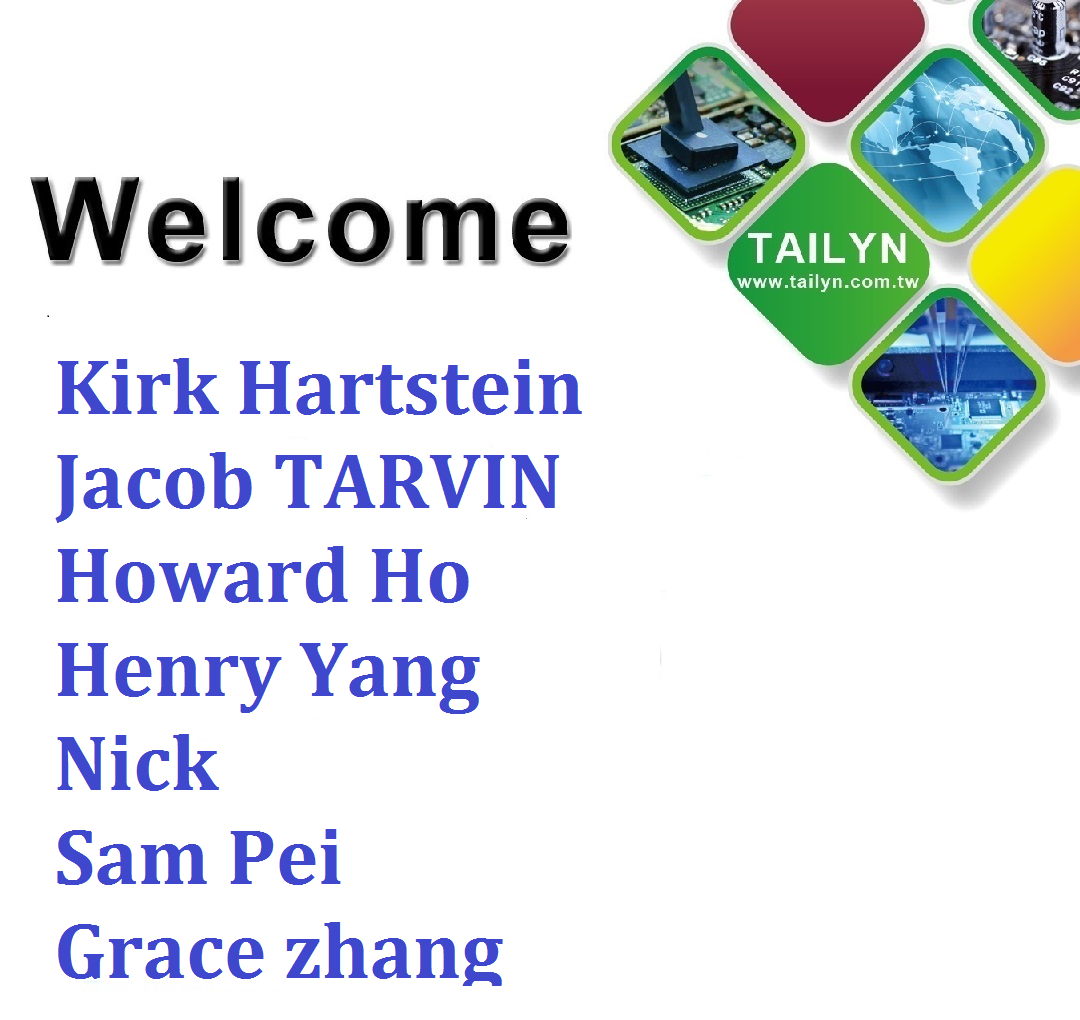 Welcome
TAILYN
www.tailyn.com.tw
Kirk Hartstein
Jacob TARVIN
Howard Ho
Henry Yang
Nick
Sam Pei
Grace zhang